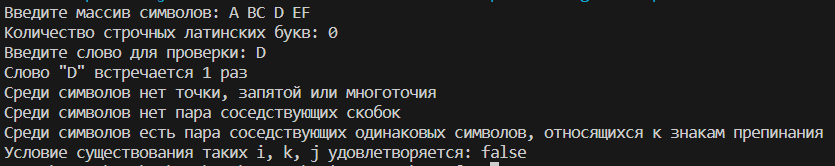 Введите массив символов: A BC D EF
Количество строчных латинских букв: 0
Введите слово для проверки: D
Слово "D" встречается 1 раз
Среди символов нет точки, запятой или многоточия
Среди символов нет пара соседствующих скобок
Среди символов есть пара соседствующих одинаковых символов, относящихся к знакам препинания
Условие существования таких i, k, j удовлетворяется: false